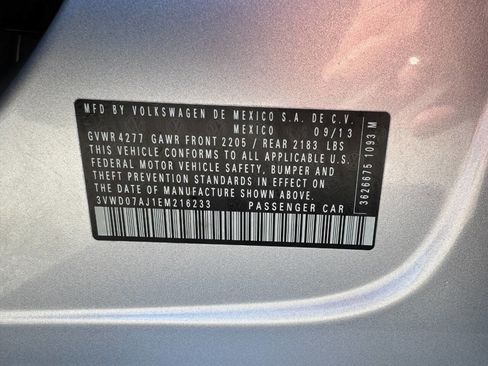 MFD BY VOLKSWAGEN DE MEXICO S.A. DE C.V.
MEXICO 09/13
GVWR 4277 GAWR FRONT 2205 / REAR 2183 LBS
THIS VEHICLE CONFORMS TO ALL APPLICABLE U.S.
FEDERAL MOTOR VEHICLE SAFETY, BUMPER AND
THEFT PREVENTION STANDARDS IN EFFECT ON
THE DATE OF MANUFACTURE SHOWN ABOVE.
3VWD07AJ1EM216233 PASSENGER CAR
3626675 1093 M